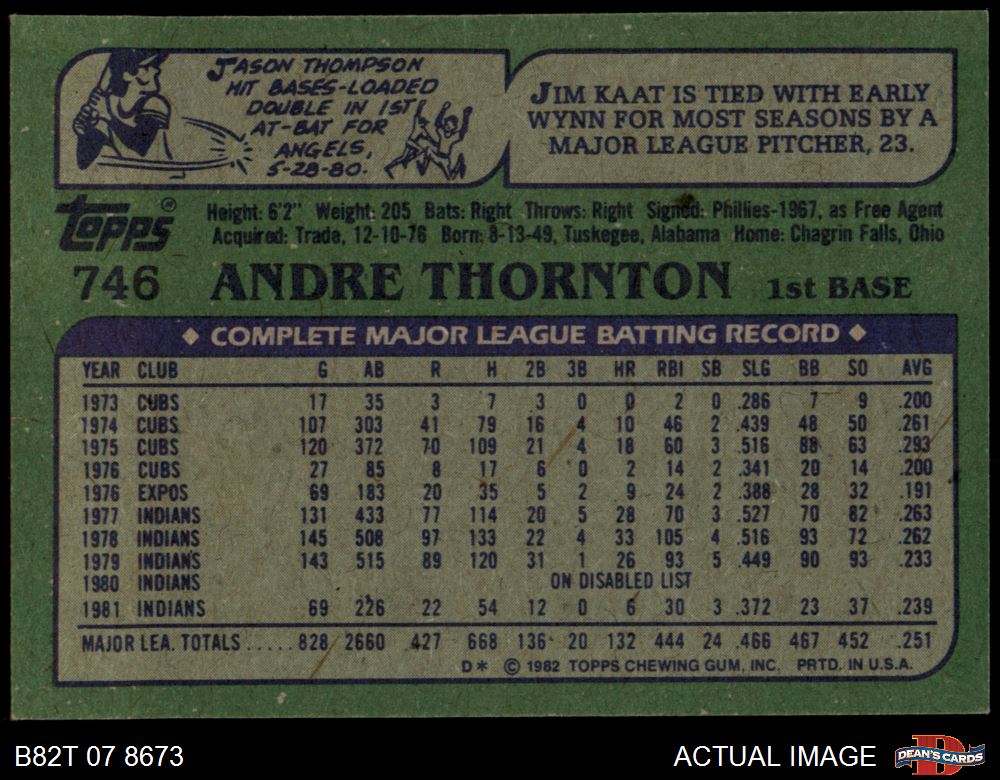 JASON THOMPSON
HIT BASES-LOADED
DOUBLE IN 1ST
AT-BAT FOR
ANGELS,
5-28-80.
JIM KAAT IS TIED WITH EARLY
WYNN FOR MOST SEASONS BY A
MAJOR LEAGUE PITCHER, 23.
Topps®
Height: 6'2" Weight: 205 Bats: Right Throws: Right Signed: Phillies-1967, as Free Agent
Acquired: Trade, 12-10-76 Born: 8-13-49, Tuskegee, Alabama Home: Chagrin Falls, Ohio
746 ANDRE THORNTON 1st BASE
◆ COMPLETE MAJOR LEAGUE BATTING RECORD ◆
YEAR CLUB G AB R H 2B 3B HR RBI SB SLG BB SO AVG
1973 CUBS 17 35 3 7 3 0 0 2 0 .286 7 9 .200
1974 CUBS 107 303 41 79 16 4 10 46 2 .439 48 50 .261
1975 CUBS 120 372 70 109 21 4 18 60 3 .516 88 63 .293
1976 CUBS 27 85 8 17 6 0 2 14 2 .341 20 14 .200
1976 EXPOS 69 183 20 35 5 2 9 24 2 .388 28 32 .191
1977 INDIANS 131 433 77 114 20 5 28 70 3 .527 70 82 .263
1978 INDIANS 145 508 97 133 22 4 33 105 4 .516 93 72 .262
1979 INDIANS 143 515 89 120 31 1 26 93 5 .449 90 93 .233
1980 INDIANS ON DISABLED LIST
1981 INDIANS 69 226 22 54 12 0 6 30 3 .372 23 37 .239
MAJOR LEA. TOTALS .....828 2660 427 668 136 20 132 444 24 .466 467 452 .251
D* © 1982 TOPPS CHEWING GUM, INC. PRTD. IN U.S.A.
B82T 07 8673
ACTUAL IMAGE
D
DEAN'S CARDS